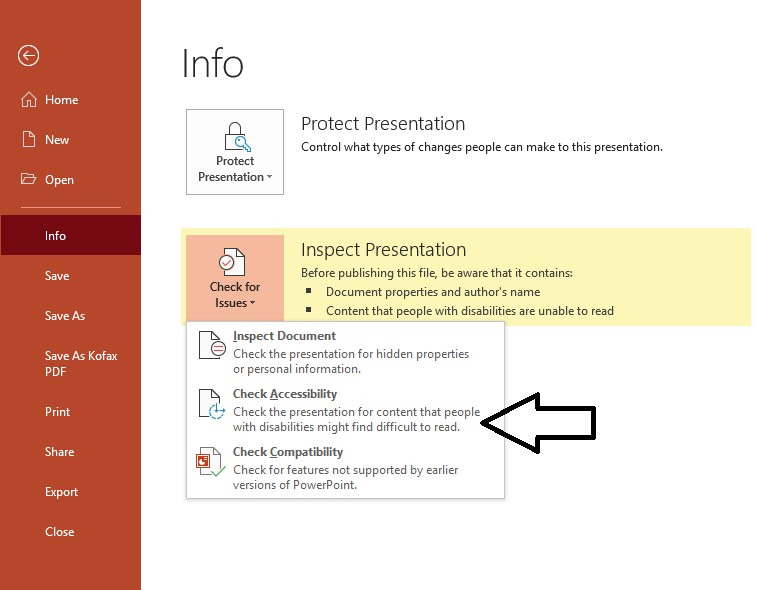 Info
Home
New
Open
Info
Save
Save As
Save As Kofax
PDF
Print
Share
Export
Close
Protect
Presentation
Protect Presentation
Control what types of changes people can make to this presentation.
Check for
Issues
Inspect Presentation
Before publishing this file, be aware that it contains:
▪ Document properties and author's name
▪ Content that people with disabilities are unable to read
Inspect Document
Check the presentation for hidden properties
or personal information.
Check Accessibility
Check the presentation for content that people
with disabilities might find difficult to read.
Check Compatibility
Check for features not supported by earlier
versions of PowerPoint.